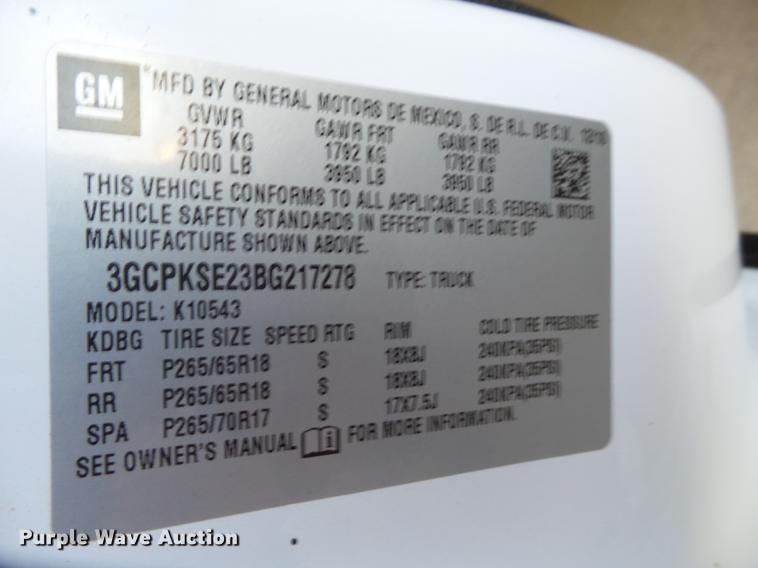 GM
*MFD BY GENERAL MOTORS DE MEXICO, S. DE R.L. DE C.V. 12/10
GVWR GAWR FRT GAWR RR
3175 KG 1792 KG 1792 KG
7000 LB 3950 LB 3950 LB
THIS VEHICLE CONFORMS TO ALL APPLICABLE U.S. FEDERAL MOTOR
VEHICLE SAFETY STANDARDS IN EFFECT ON THE DATE OF
MANUFACTURE SHOWN ABOVE.
3GCPKSE23BG217278 TYPE: TRUCK
MODEL: K10543
KDBG TIRE SIZE SPEED RTG RIM COLD TIRE PRESSURE
FRT P265/65R18 S 18X8J 240KPA(35PSI)
RR P265/65R18 S 18X8J 240KPA(35PSI)
SPA P265/70R17 S 17X7.5J 240KPA(35PSI)
SEE OWNER'S MANUAL FOR MORE INFORMATION.
Purple Wave Auction